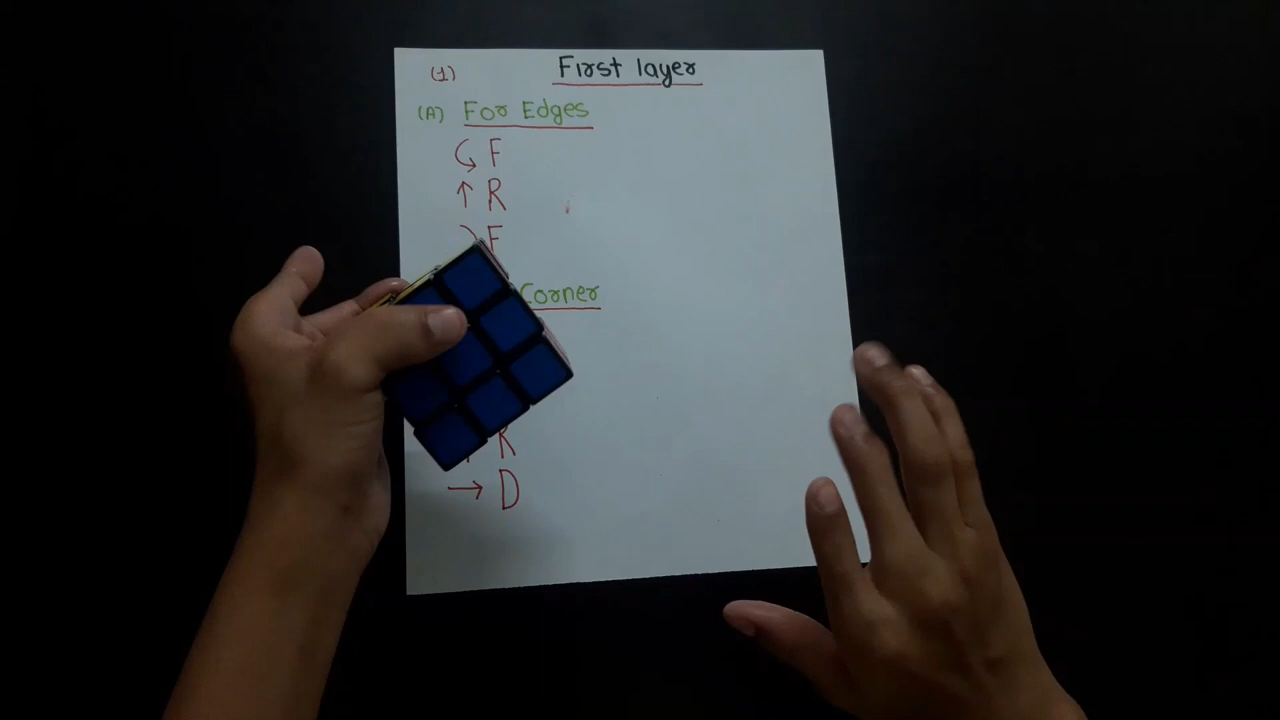 (1) First layer
(A) For Edges
F
↑ R
F
Corner
R
→ D